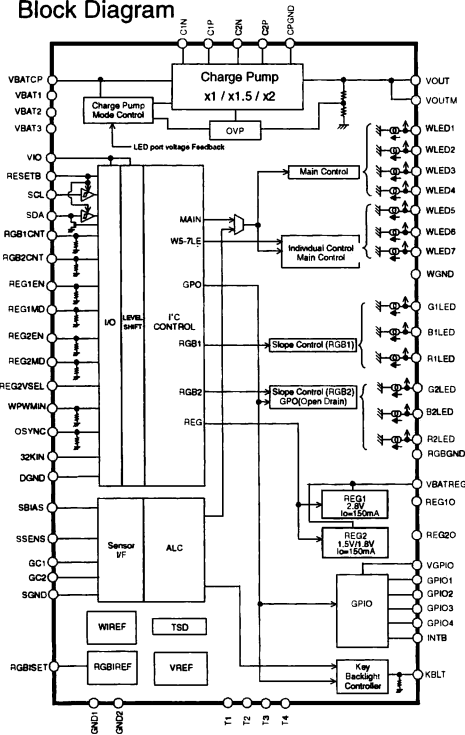 Block Diagram
C1N
C1P
C2N
C2P
CPGND
VBATCP
VBAT1
VBAT2
VBAT3
Charge Pump
x1 / x1.5 / x2
Charge Pump
Mode Control
OVP
LED port voltage Feedback
VOUT
VOUTM
VIO
RESETB
SCL
SDA
RGB1CNT
RGB2CNT
REG1EN
REG1MD
REG2EN
REG2MD
REG2VSEL
WPWMIN
OSYNC
32KIN
DGND
I/O
LEVEL
SHIFT
I²C
CONTROL
MAIN
W5-7LE
GPO
RGB1
RGB2
REG
Main Control
Individual Control
Main Control
Slope Control (RGB1)
Slope Control (RGB2)
GPO(Open Drain)
WLED1
WLED2
WLED3
WLED4
WLED5
WLED6
WLED7
WGND
G1LED
B1LED
R1LED
G2LED
B2LED
R2LED
RGBGND
VBATREG
REG1
2.8V
Io=150mA
REG1O
REG2
1.5V/1.8V
Io=150mA
REG2O
SBIAS
SSENS
GC1
GC2
SGND
Sensor
I/F
ALC
GPIO
VGPIO
GPIO1
GPIO2
GPIO3
GPIO4
INTB
WIREF
TSD
RGBISET
RGBIREF
VREF
Key
Backlight
Controller
KBLT
GND1
GND2
T1
T2
T3
T4